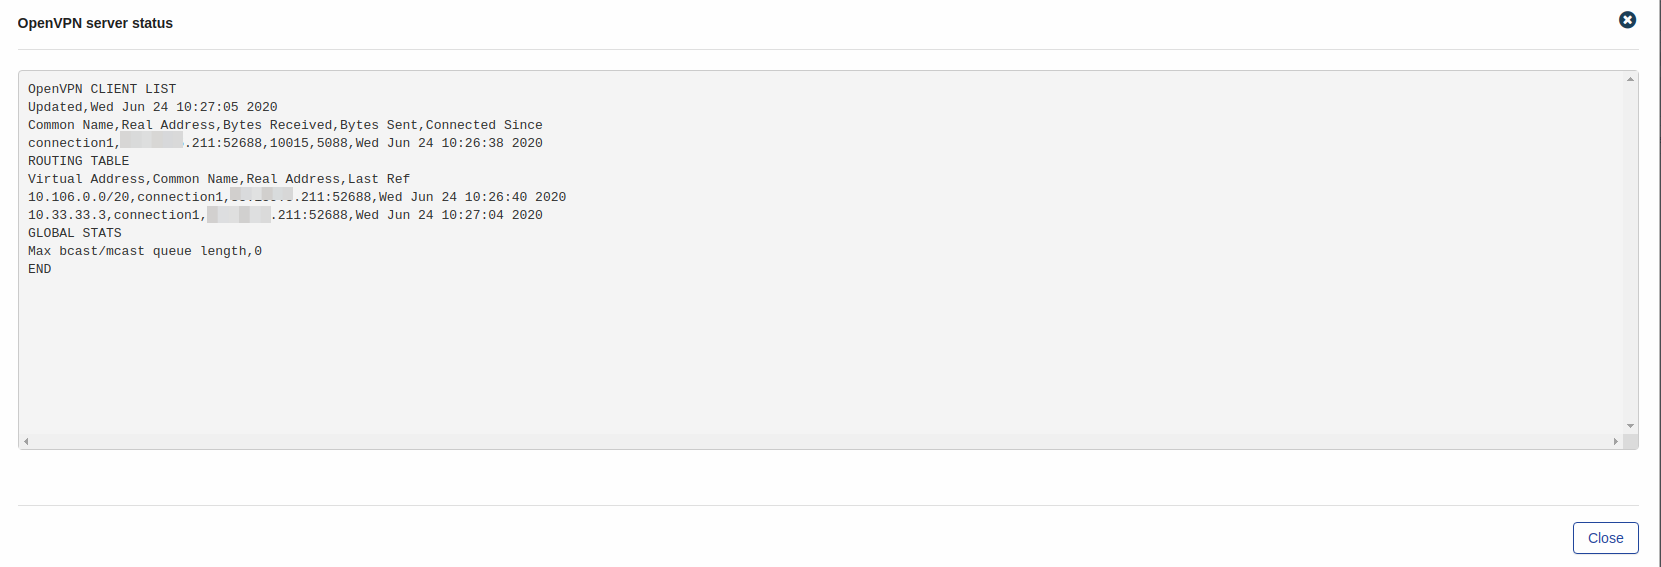 OpenVPN server status
OpenVPN CLIENT LIST
Updated,Wed Jun 24 10:27:05 2020
Common Name,Real Address,Bytes Received,Bytes Sent,Connected Since
connection1, .211:52688,10015,5088,Wed Jun 24 10:26:38 2020
ROUTING TABLE
Virtual Address,Common Name,Real Address,Last Ref
10.106.0.0/20,connection1, .211:52688,Wed Jun 24 10:26:40 2020
10.33.33.3,connection1, .211:52688,Wed Jun 24 10:27:04 2020
GLOBAL STATS
Max bcast/mcast queue length,0
END
Close